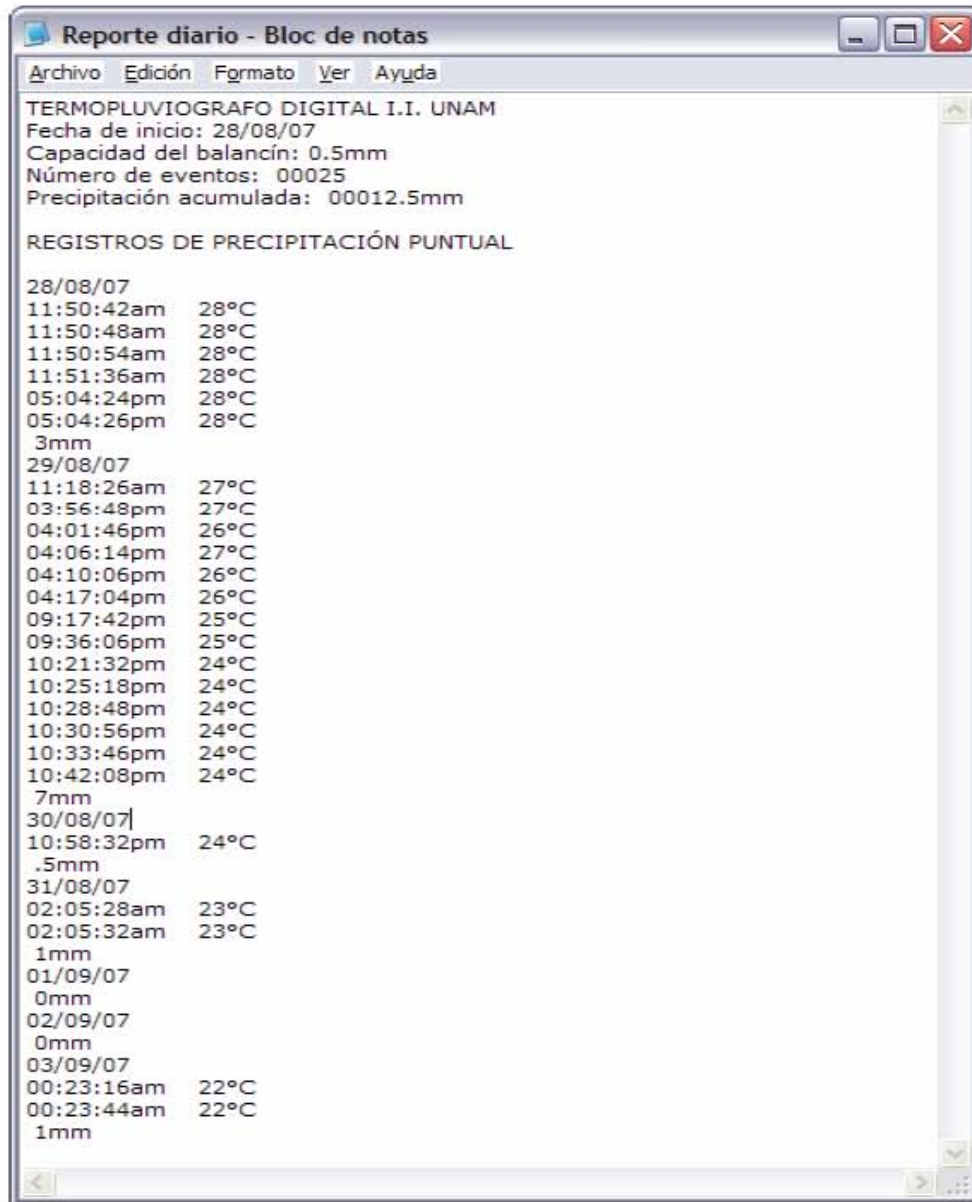 Reporte diario - Bloc de notas
Archivo Edición Formato Ver Ayuda
TERMOPLUVIOGRAFO DIGITAL I.I. UNAM
Fecha de inicio: 28/08/07
Capacidad del balancín: 0.5mm
Número de eventos: 00025
Precipitación acumulada: 00012.5mm
REGISTROS DE PRECIPITACIÓN PUNTUAL
28/08/07
11:50:42am 28°C
11:50:48am 28°C
11:50:54am 28°C
11:51:36am 28°C
05:04:24pm 28°C
05:04:26pm 28°C
3mm
29/08/07
11:18:26am 27°C
03:56:48pm 27°C
04:01:46pm 26°C
04:06:14pm 27°C
04:10:06pm 26°C
04:17:04pm 26°C
09:17:42pm 25°C
09:36:06pm 25°C
10:21:32pm 24°C
10:25:18pm 24°C
10:28:48pm 24°C
10:30:56pm 24°C
10:33:46pm 24°C
10:42:08pm 24°C
7mm
30/08/07
10:58:32pm 24°C
.5mm
31/08/07
02:05:28am 23°C
02:05:32am 23°C
1mm
01/09/07
0mm
02/09/07
0mm
03/09/07
00:23:16am 22°C
00:23:44am 22°C
1mm